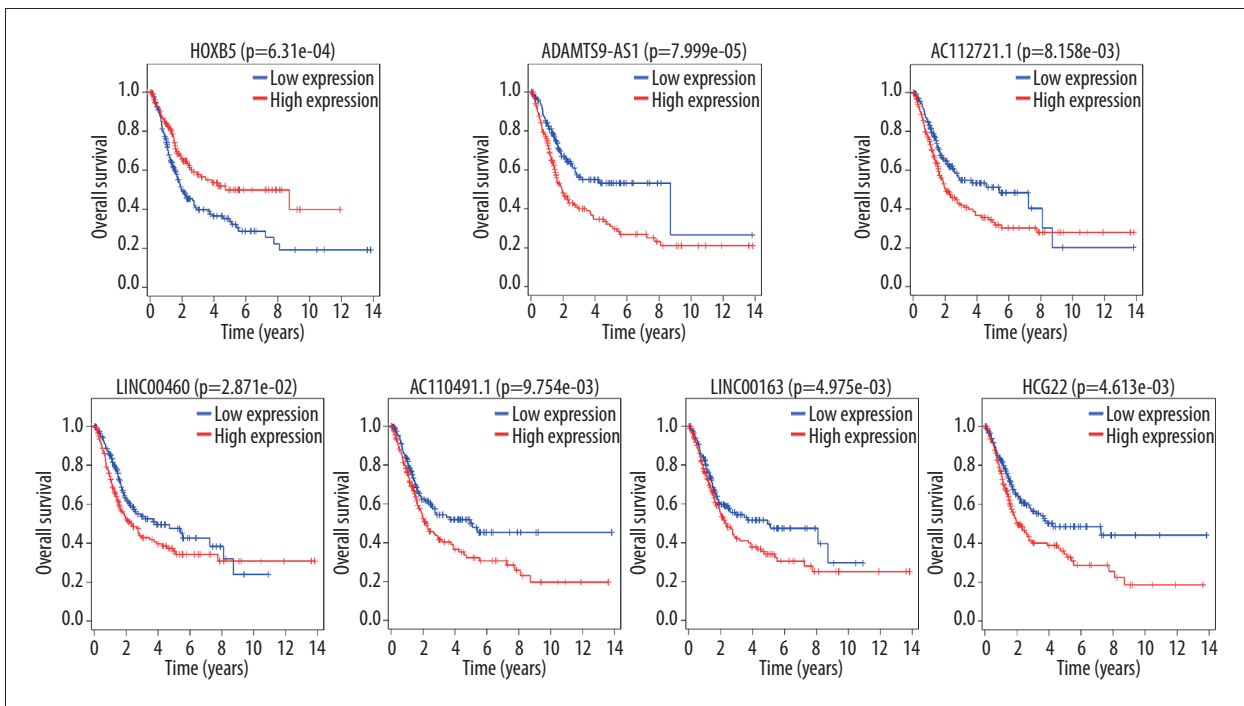 HOXB5 (p=6.31e-04)
Low expression
High expression
Overall survival
1.0
0.8
0.6
0.4
0.2
0.0
0 2 4 6 8 10 12 14
Time (years)
ADAMTS9-AS1 (p=7.999e-05)
Low expression
High expression
Overall survival
1.0
0.8
0.6
0.4
0.2
0.0
0 2 4 6 8 10 12 14
Time (years)
AC112721.1 (p=8.158e-03)
Low expression
High expression
Overall survival
1.0
0.8
0.6
0.4
0.2
0.0
0 2 4 6 8 10 12 14
Time (years)
LINC00460 (p=2.871e-02)
Low expression
High expression
Overall survival
1.0
0.8
0.6
0.4
0.2
0.0
0 2 4 6 8 10 12 14
Time (years)
AC110491.1 (p=9.754e-03)
Low expression
High expression
Overall survival
1.0
0.8
0.6
0.4
0.2
0.0
0 2 4 6 8 10 12 14
Time (years)
LINC00163 (p=4.975e-03)
Low expression
High expression
Overall survival
1.0
0.8
0.6
0.4
0.2
0.0
0 2 4 6 8 10 12 14
Time (years)
HCG22 (p=4.613e-03)
Low expression
High expression
Overall survival
1.0
0.8
0.6
0.4
0.2
0.0
0 2 4 6 8 10 12 14
Time (years)